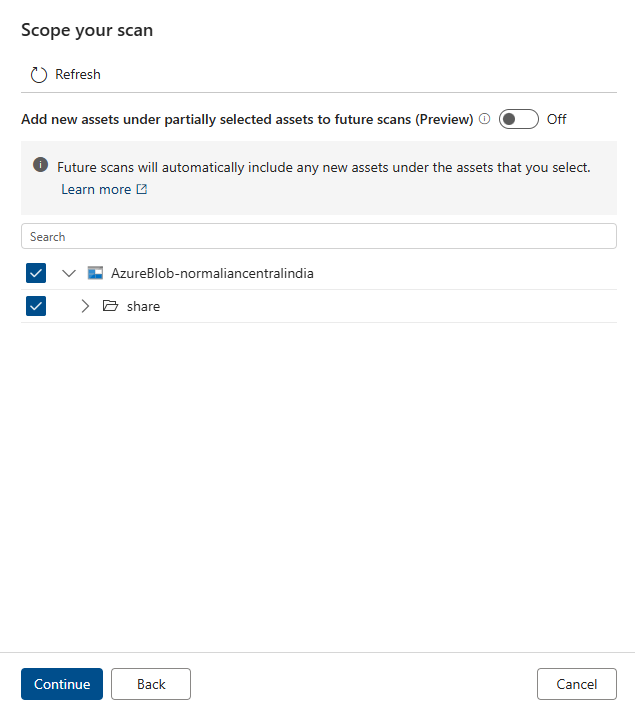 Scope your scan
Refresh
Add new assets under partially selected assets to future scans (Preview) Off
Future scans will automatically include any new assets under the assets that you select.
Learn more
Search
AzureBlob-normaliancentralindia
share
Continue Back Cancel